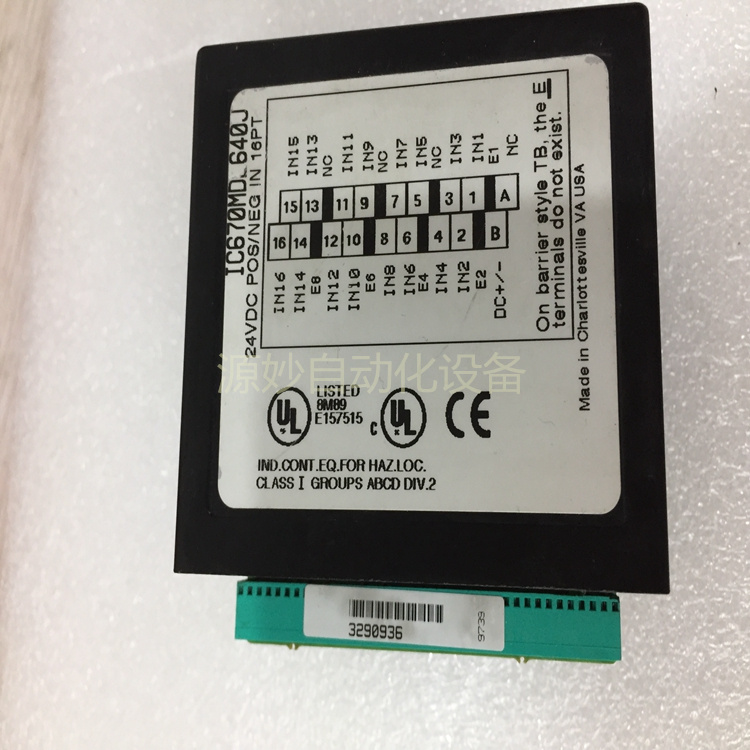 IC670MDL640J
24VDC POS/NEG IN 16PT
IN15 IN13 NC IN11 IN9 NC IN7 IN5 NC IN3 IN1 E1 NC
15 13 11 9 7 5 3 1 A
16 14 12 10 8 6 4 2 B
IN16 IN14 E8 IN12 IN10 E6 IN8 IN6 E4 IN4 IN2 E2 DC+/-
On barrier style TB, the E
terminals do not exist.
Made in Charlottesville VA USA
源妙自动化设备
UL LISTED
8M89
E157515
c UL CE
IND.CONT.EQ.FOR HAZ.LOC.
CLASS I GROUPS ABCD DIV.2
3290936
9739